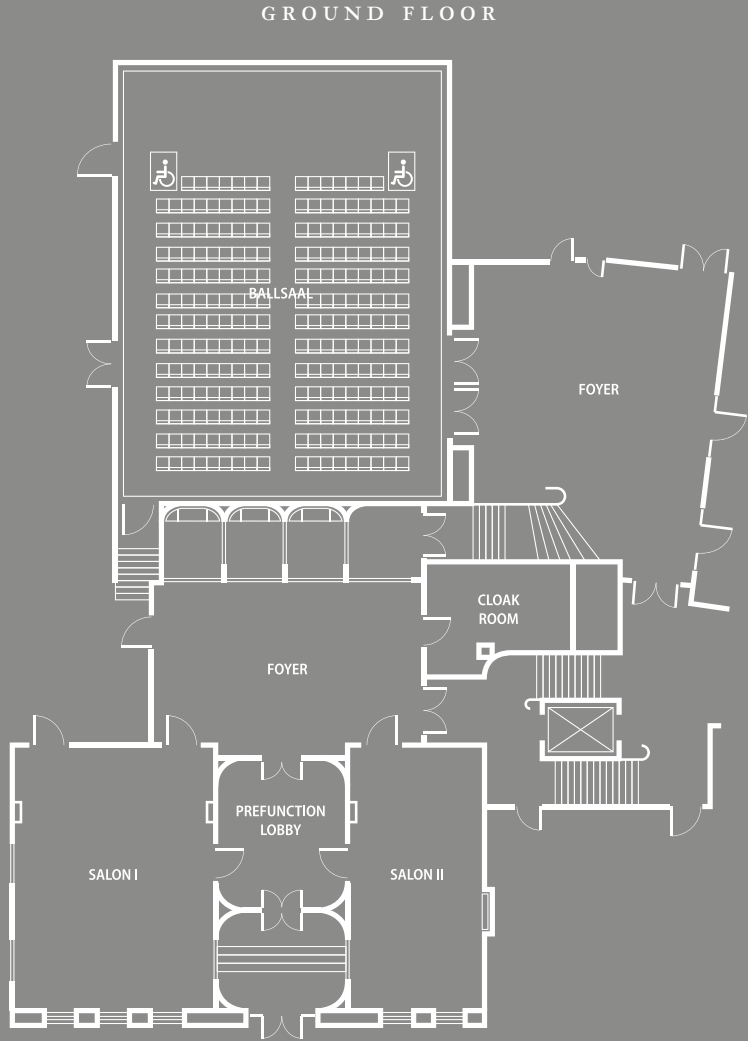 GROUND FLOOR
BALLSAAL
FOYER
CLOAK
ROOM
FOYER
PREFUNCTION
LOBBY
SALON I
SALON II